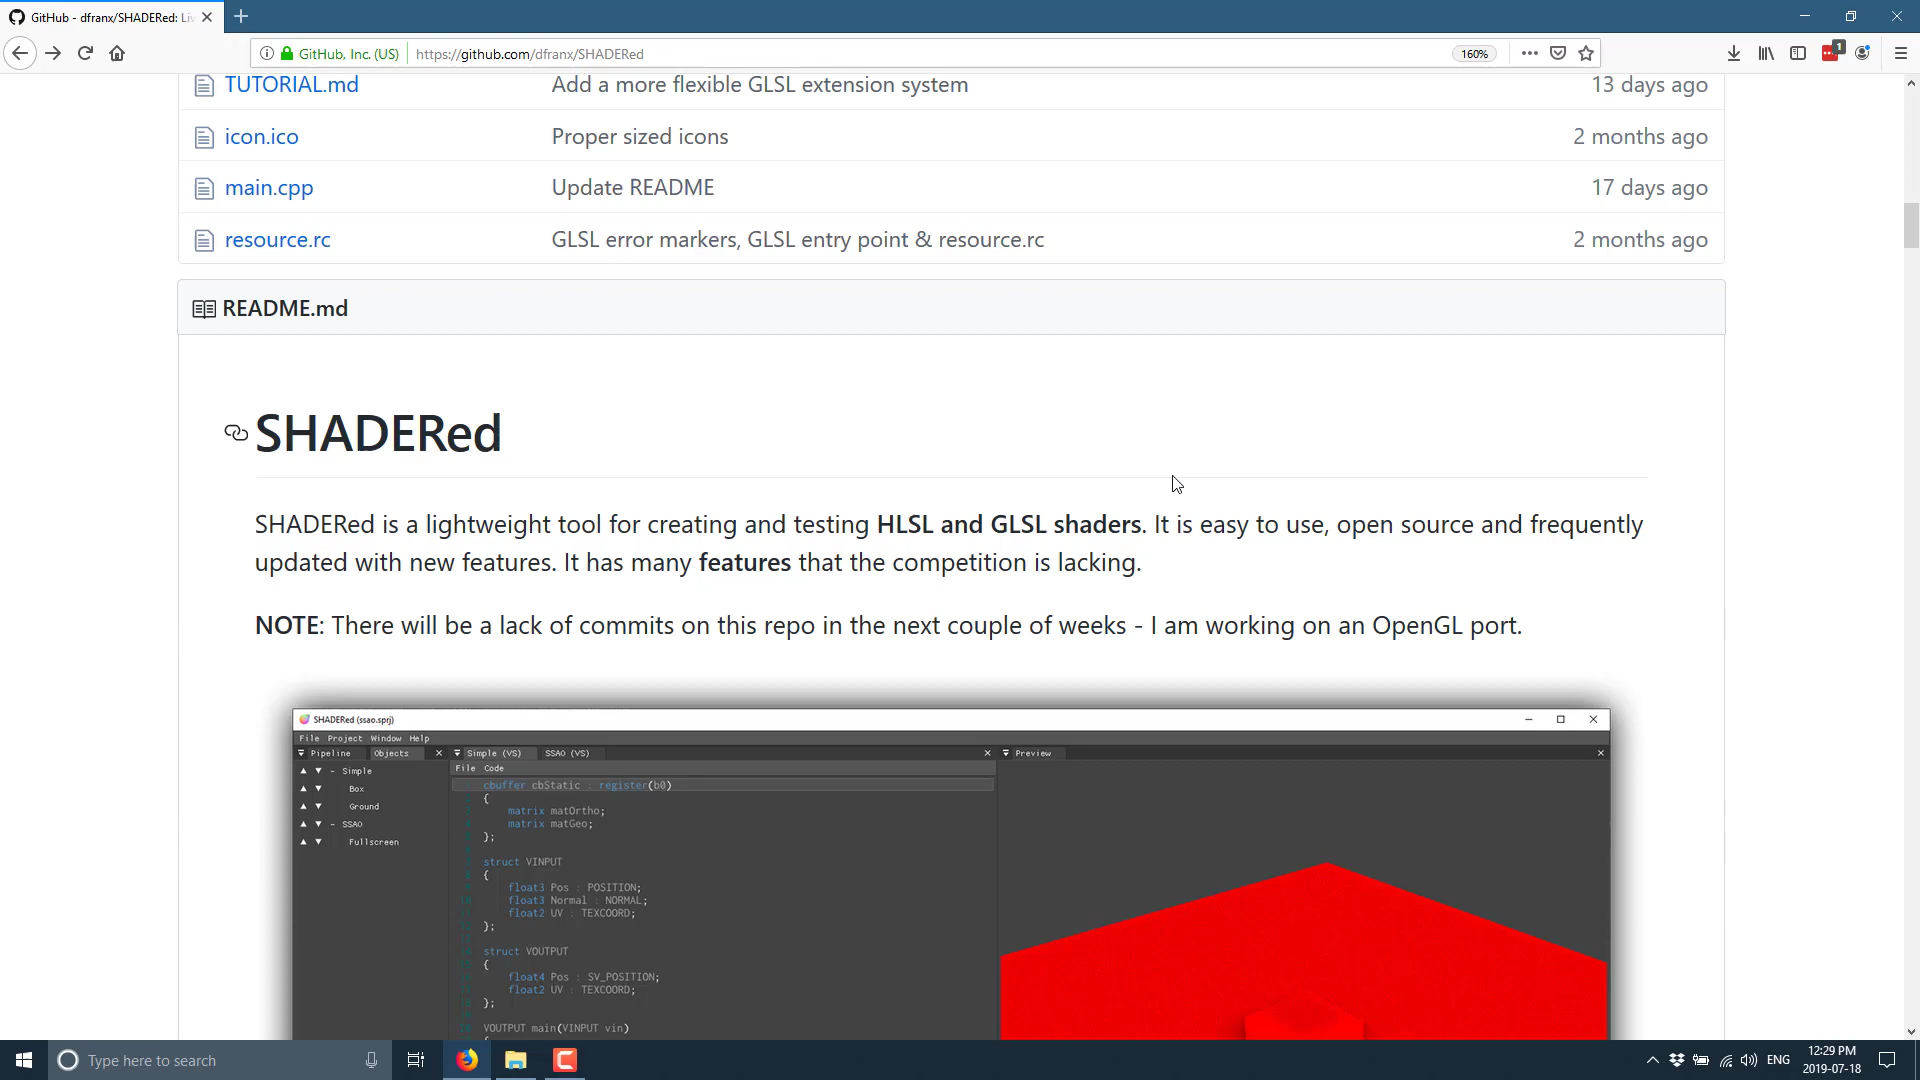 GitHub - dfranx/SHADERed: Li
GitHub, Inc. (US) https://github.com/dfranx/SHADERed 160% 1
TUTORIAL.md Add a more flexible GLSL extension system 13 days ago
icon.ico Proper sized icons 2 months ago
main.cpp Update README 17 days ago
resource.rc GLSL error markers, GLSL entry point & resource.rc 2 months ago
README.md
SHADERed
SHADERed is a lightweight tool for creating and testing HLSL and GLSL shaders. It is easy to use, open source and frequently
updated with new features. It has many features that the competition is lacking.
NOTE: There will be a lack of commits on this repo in the next couple of weeks - I am working on an OpenGL port.
SHADERed (ssao.sprj)
File Project Window Help
Pipeline Objects Simple (VS) SSAO (VS) Preview
File Code
Simple
Box
Ground
SSAO
Fullscreen
cbuffer cbStatic : register(b0)
{
matrix matOrtho;
matrix matGeo;
};
struct VINPUT
{
float3 Pos : POSITION;
float3 Normal : NORMAL;
float2 UV : TEXCOORD;
};
struct VOUTPUT
{
float4 Pos : SV_POSITION;
float2 UV : TEXCOORD;
};
VOUTPUT main(VINPUT vin)
{
Type here to search
ENG
12:29 PM
2019-07-18